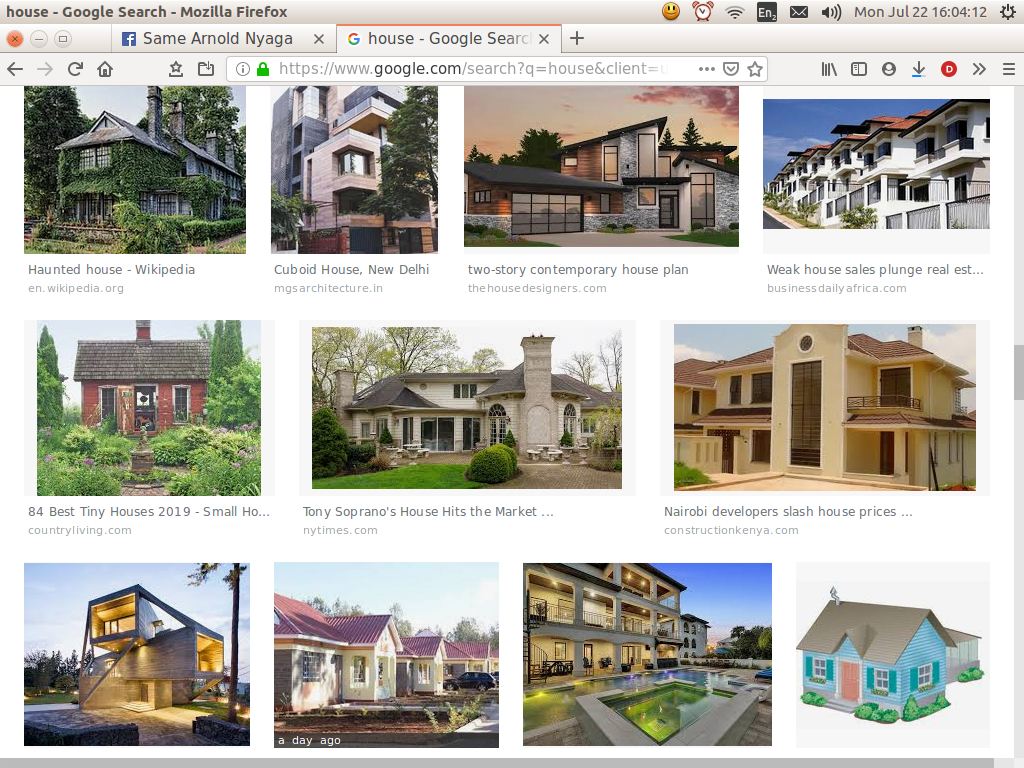 house - Google Search - Mozilla Firefox
En2
Mon Jul 22 16:04:12
Same Arnold Nyaga
house - Google Searc
https://www.google.com/search?q=house&client=u
D
Haunted house - Wikipedia
en.wikipedia.org
Cuboid House, New Delhi
mgsarchitecture.in
two-story contemporary house plan
thehousedesigners.com
Weak house sales plunge real est...
businessdailyafrica.com
84 Best Tiny Houses 2019 - Small Ho...
countryliving.com
Tony Soprano's House Hits the Market ...
nytimes.com
Nairobi developers slash house prices ...
constructionkenya.com
a day ago